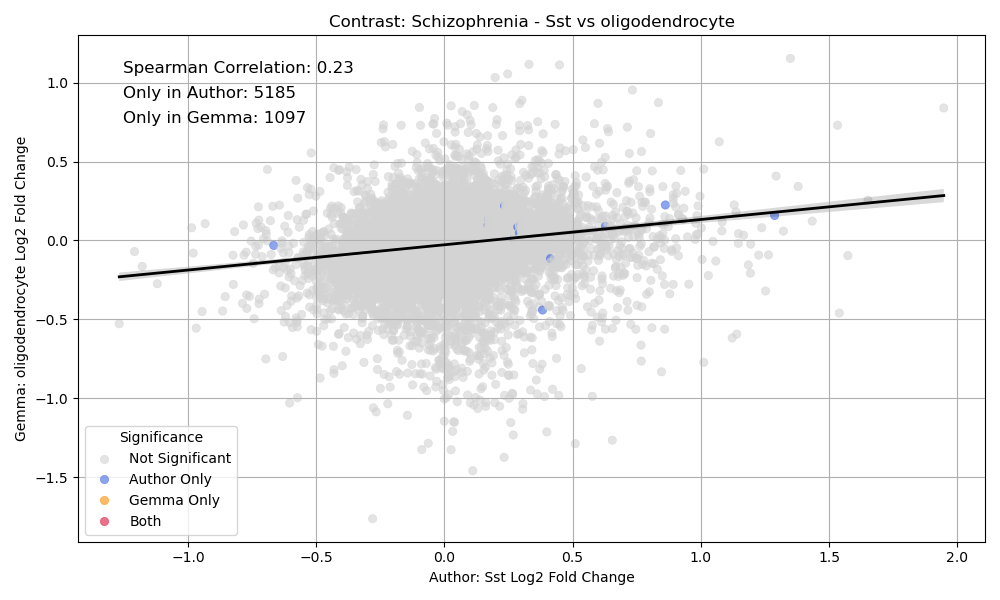 Contrast: Schizophrenia - Sst vs oligodendrocyte
Spearman Correlation: 0.23
Only in Author: 5185
Only in Gemma: 1097
Gemma: oligodendrocyte Log2 Fold Change
1.0
0.5
0.0
−0.5
−1.0
−1.5
Significance
Not Significant
Author Only
Gemma Only
Both
−1.0 −0.5 0.0 0.5 1.0 1.5 2.0
Author: Sst Log2 Fold Change